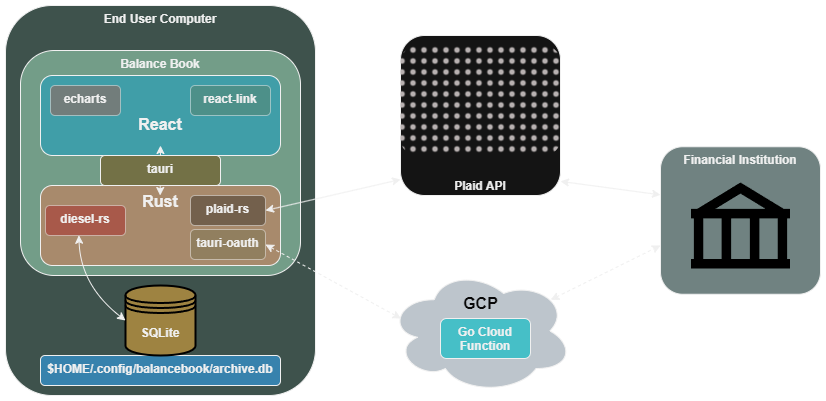 End User Computer
Balance Book
echarts
react-link
React
tauri
Rust
plaid-rs
diesel-rs
tauri-oauth
SQLite
$HOME/.config/balancebook/archive.db
Plaid API
GCP
Go Cloud
Function
Financial Institution